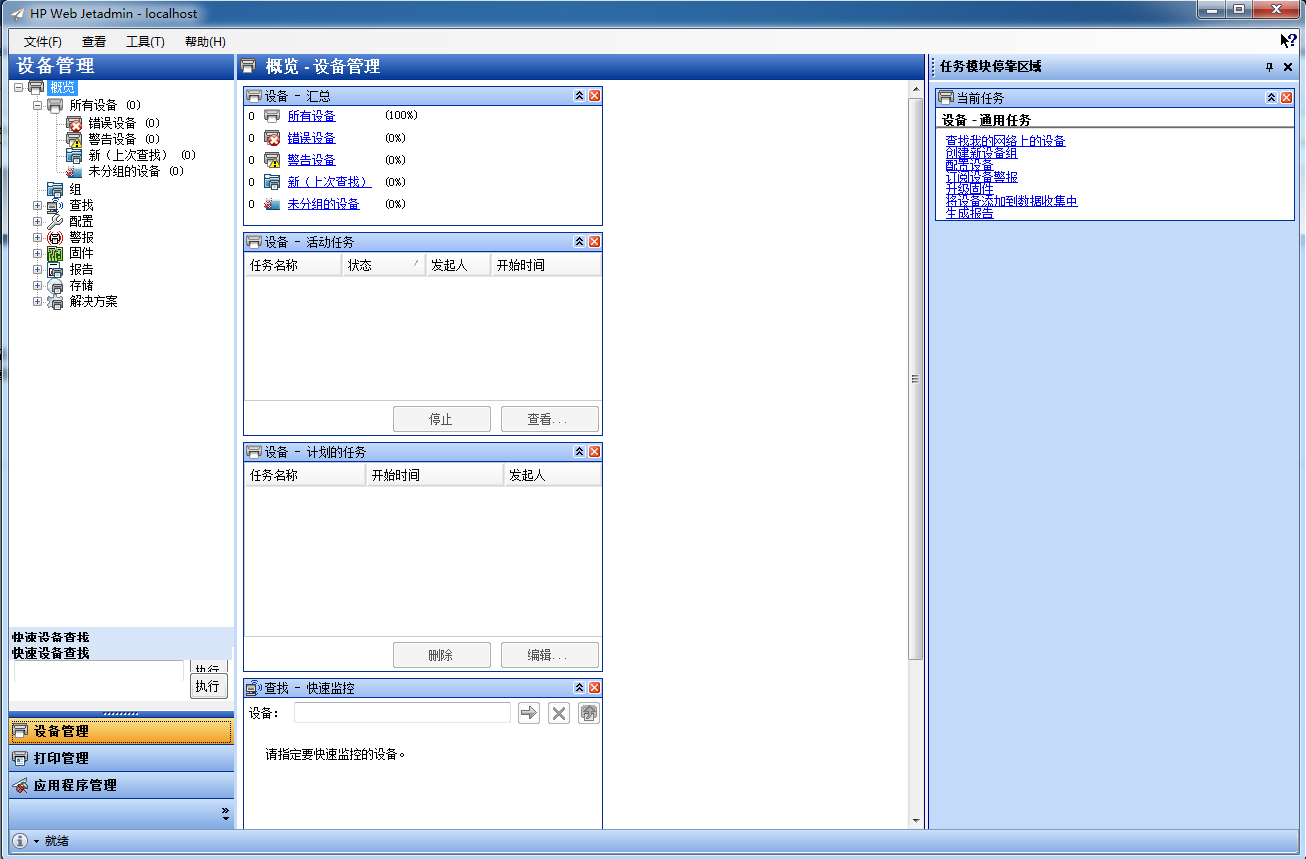 HP Web Jetadmin - localhost
文件(F) 查看 工具(T) 帮助(H)
设备管理
概览
所有设备 (0)
错误设备 (0)
警告设备 (0)
新（上次查找） (0)
未分组的设备 (0)
组
查找
配置
警报
固件
报告
存储
解决方案
快速设备查找
快速设备查找
执行
执行
设备管理
打印管理
应用程序管理
就绪
概览 - 设备管理
设备 - 汇总
0 所有设备 (100%)
0 错误设备 (0%)
0 警告设备 (0%)
0 新（上次查找） (0%)
0 未分组的设备 (0%)
设备 - 活动任务
任务名称 状态 发起人 开始时间
停止 查看...
设备 - 计划的任务
任务名称 开始时间 发起人
删除 编辑...
查找 - 快速监控
设备：
请指定要快速监控的设备。
任务模块停靠区域
当前任务
设备 - 通用任务
查找我的网络上的设备
创建新设备组
配置设备
订阅设备警报
升级固件
将设备添加到数据收集中
生成报告